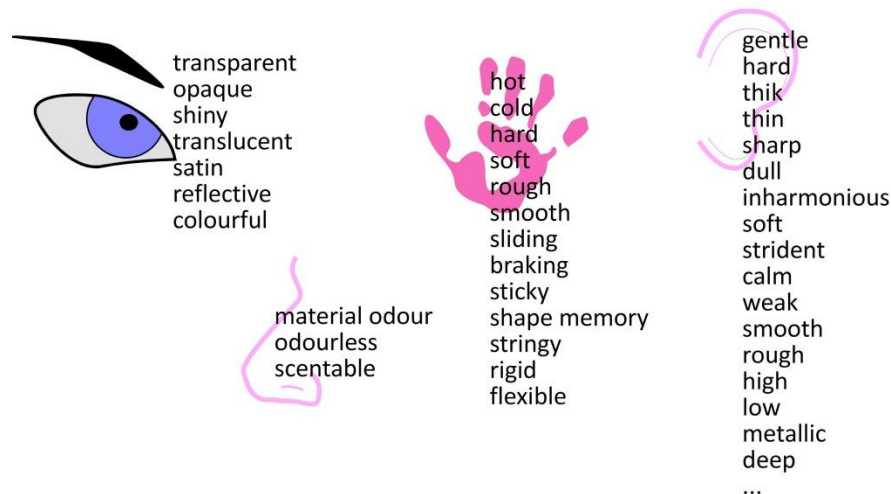 transparent
opaque
shiny
translucent
satin
reflective
colourful
material odour
odourless
scentable
hot
cold
hard
soft
rough
smooth
sliding
braking
sticky
shape memory
stringy
rigid
flexible
gentle
hard
thik
thin
sharp
dull
inharmonious
soft
strident
calm
weak
smooth
rough
high
low
metallic
deep
...